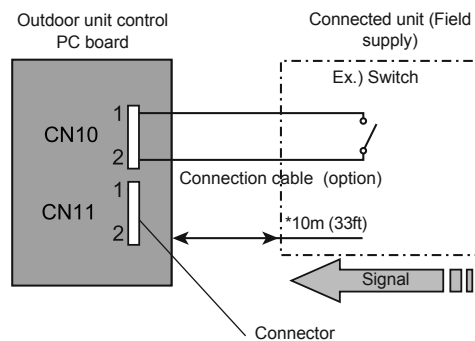 Outdoor unit control
PC board
Connected unit (Field
supply)
Ex.) Switch
1
CN10
2
Connection cable (option)
1
CN11
2
*10m (33ft)
Signal
Connector